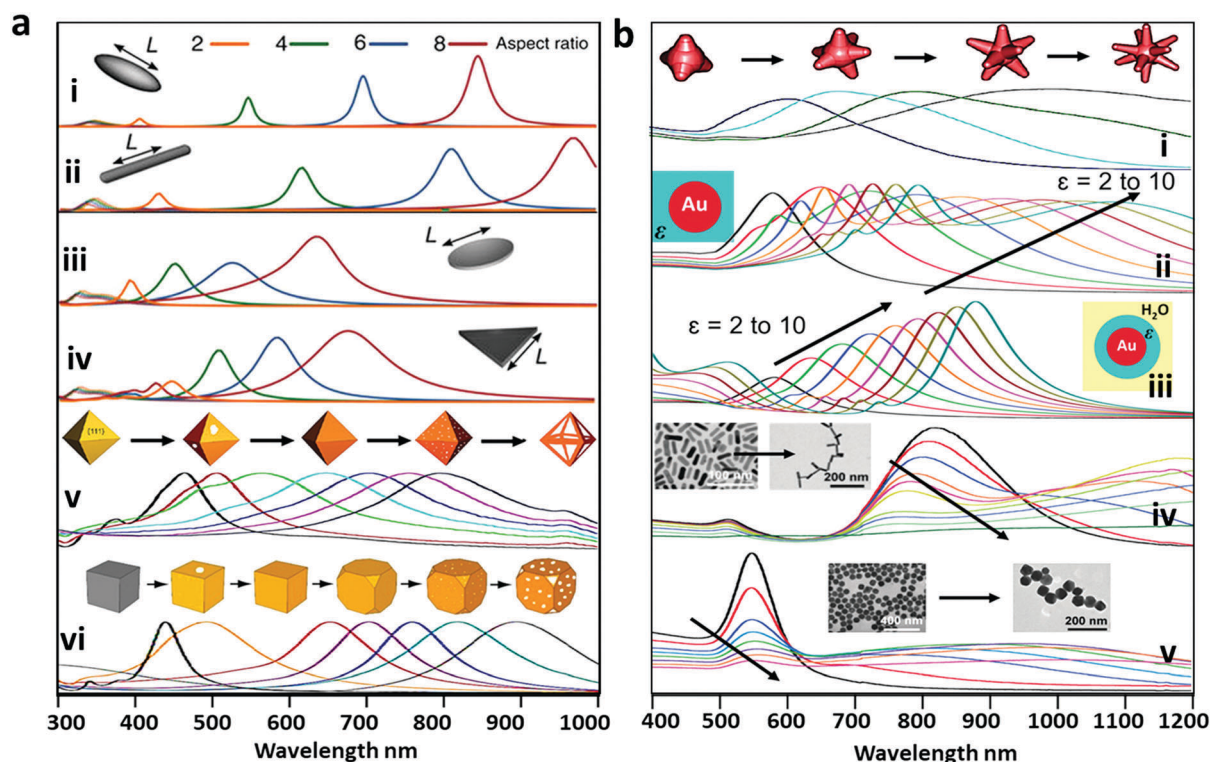 a
2 4 6 8 Aspect ratio
L
i
L
ii
L
iii
L
iv
{111}
v
vi
300 400 500 600 700 800 900 1000
Wavelength nm
b
i
Au
ε
ε = 2 to 10
ii
ε = 2 to 10
H2O
Au
ε
iii
200 nm
iv
400 nm
200 nm
v
400 500 600 700 800 900 1000 1100 1200
Wavelength nm